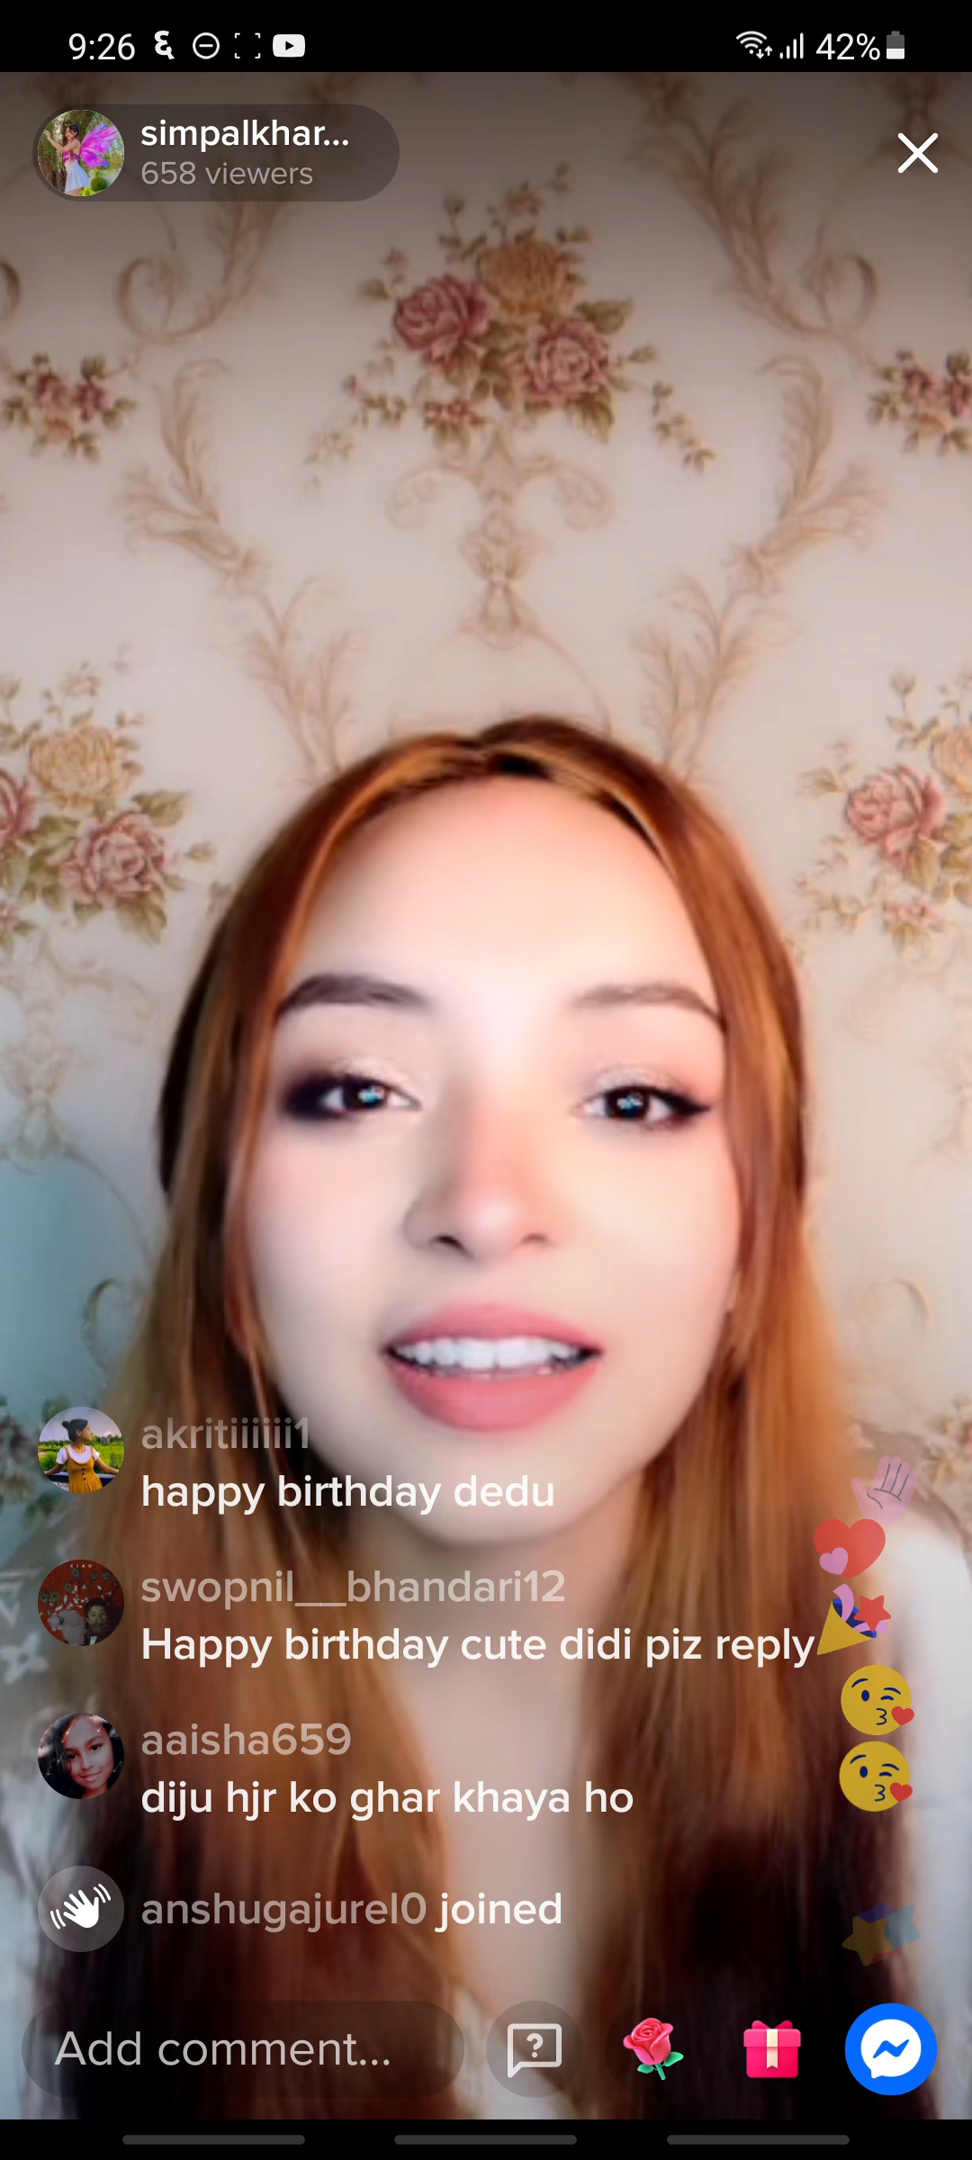 9:26
42%
simpalkhar...
658 viewers
akritiiiiii1
happy birthday dedu
swopnil__bhandari12
Happy birthday cute didi piz reply
aaisha659
diju hjr ko ghar khaya ho
anshugajurel0 joined
Add comment...